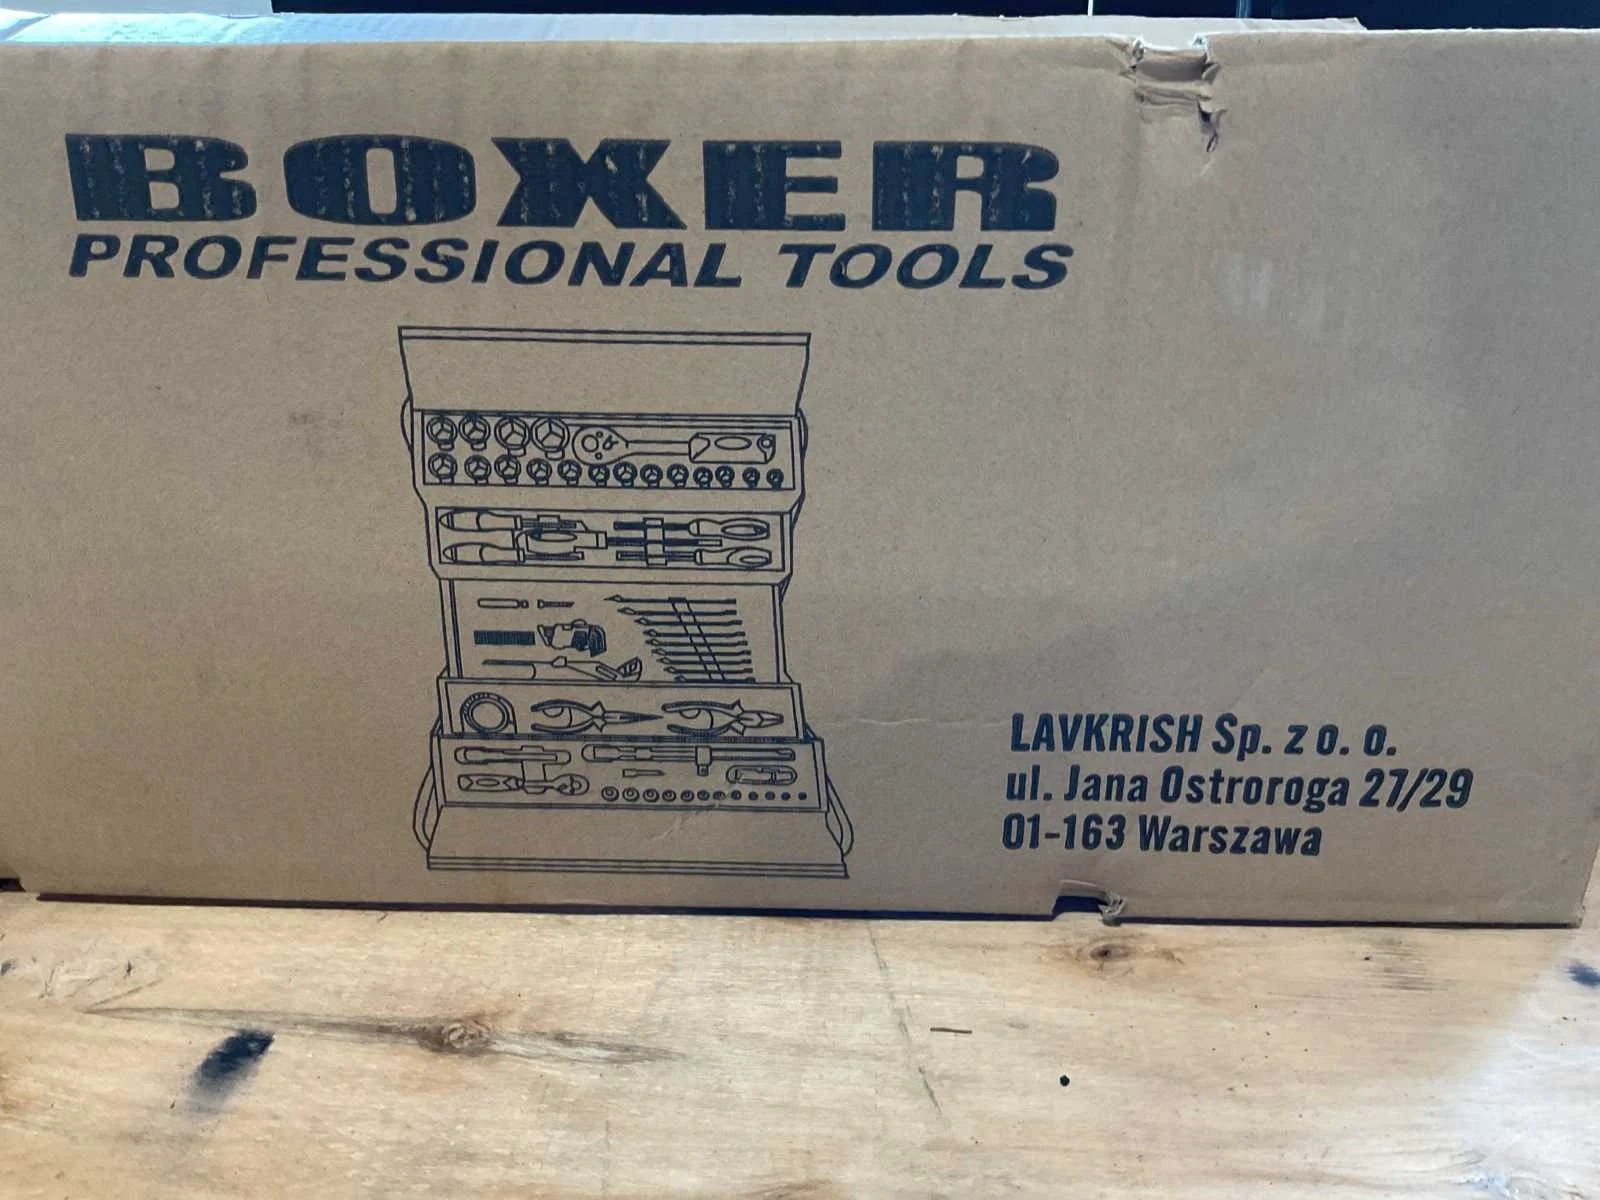 BOXER
PROFESSIONAL TOOLS
LAVKRISH Sp. z o. o.
ul. Jana Ostroroga 27/29
01-163 Warszawa